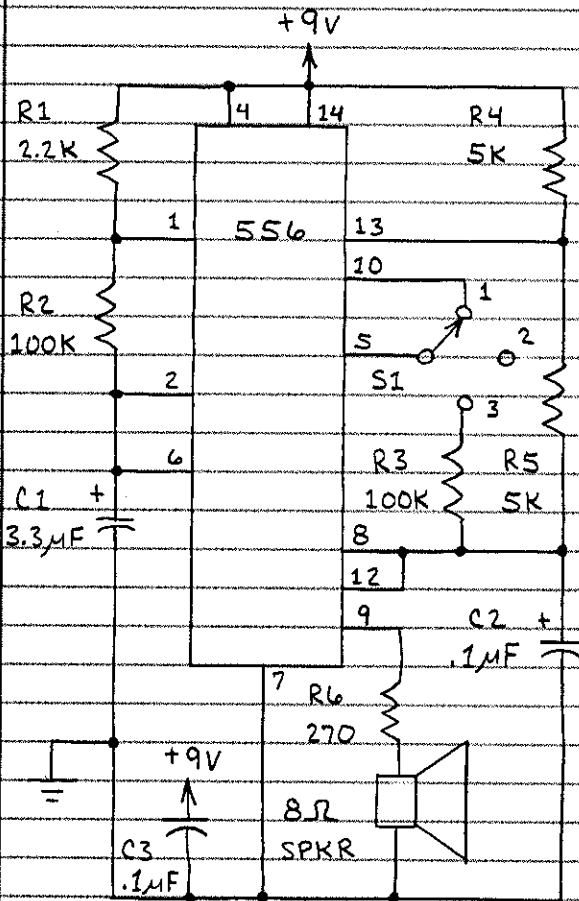 +9V
4
14
R1
2.2K
R4
5K
1
556
13
10
1
R2
100K
5
2
S1
2
3
6
R3
100K
R5
5K
C1 +
3.3µF
8
12
9
C2 +
.1µF
7
R6
270
+9V
8Ω
SPKR
C3
.1µF